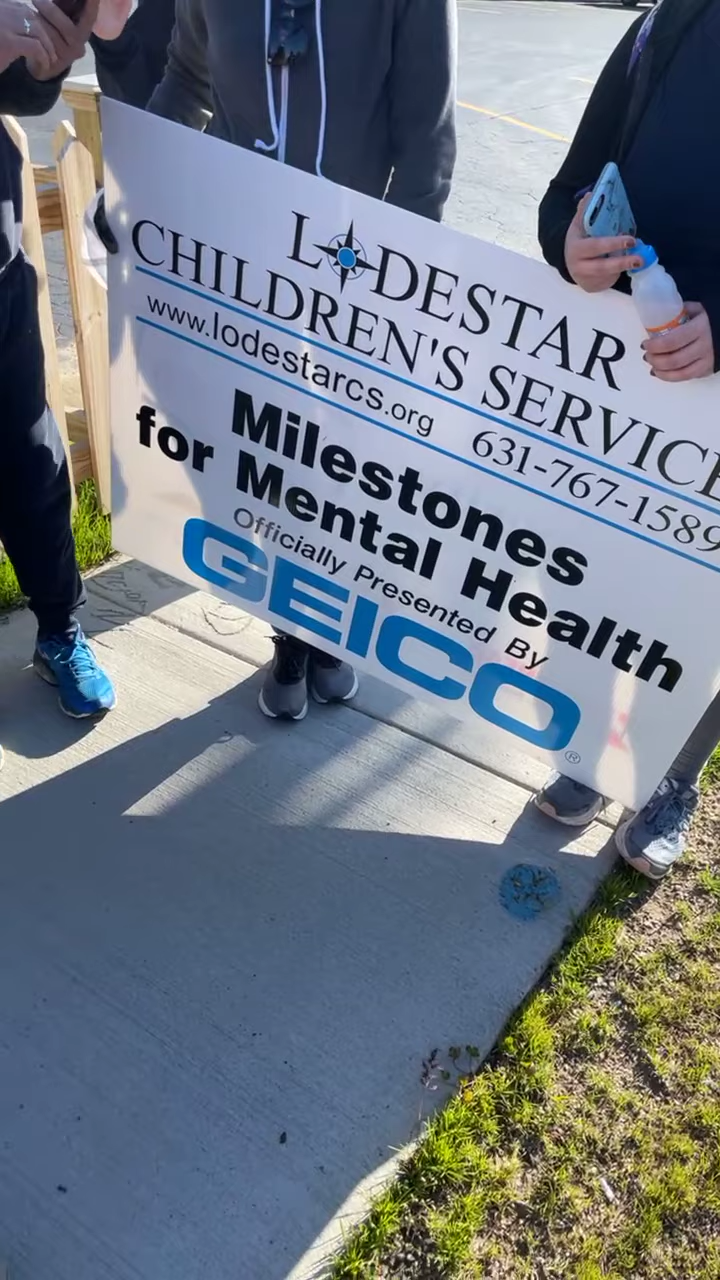 LODESTAR
CHILDREN'S SERVICE
www.lodestarcs.org 631-767-1589
Milestones
for Mental Health
Officially Presented By
GEICO®